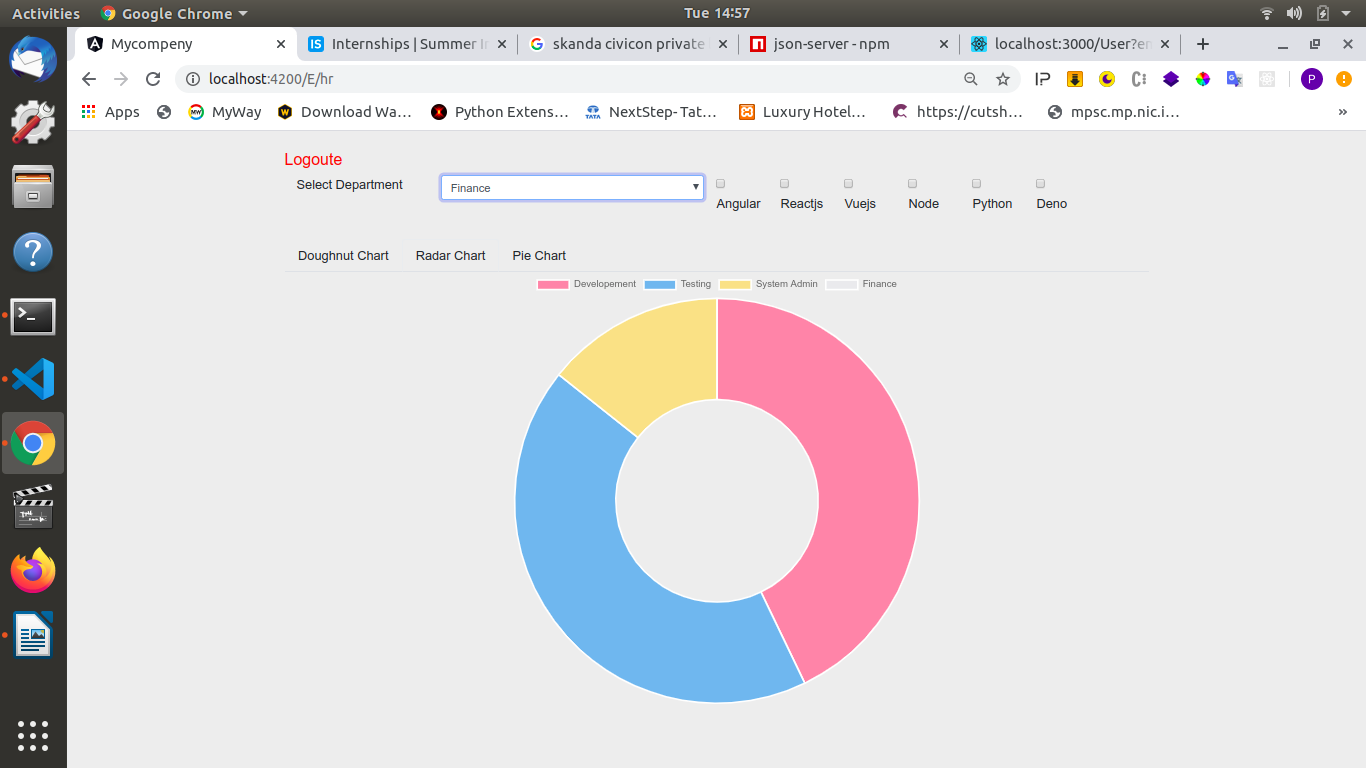 Activities Google Chrome Tue 14:57
Mycompeny Internships | Summer In skanda civicon private json-server - npm localhost:3000/User?en
localhost:4200/E/hr
Apps MyWay Download Wa… Python Extens… NextStep- Tat… Luxury Hotel… https://cutsh… mpsc.mp.nic.i… »
Logoute
Select Department Finance
Angular Reactjs Vuejs Node Python Deno
Doughnut Chart Radar Chart Pie Chart
Developement Testing System Admin Finance